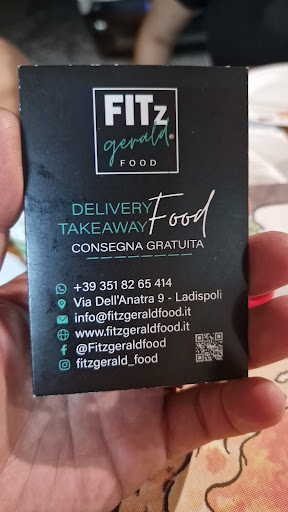 FITz
gerald®
FOOD
DELIVERY
TAKEAWAY Food
CONSEGNA GRATUITA
+39 351 82 65 414
Via Dell'Anatra 9 - Ladispoli
info@fitzgeraldfood.it
www.fitzgeraldfood.it
@Fitzgeraldfood
fitzgerald_food